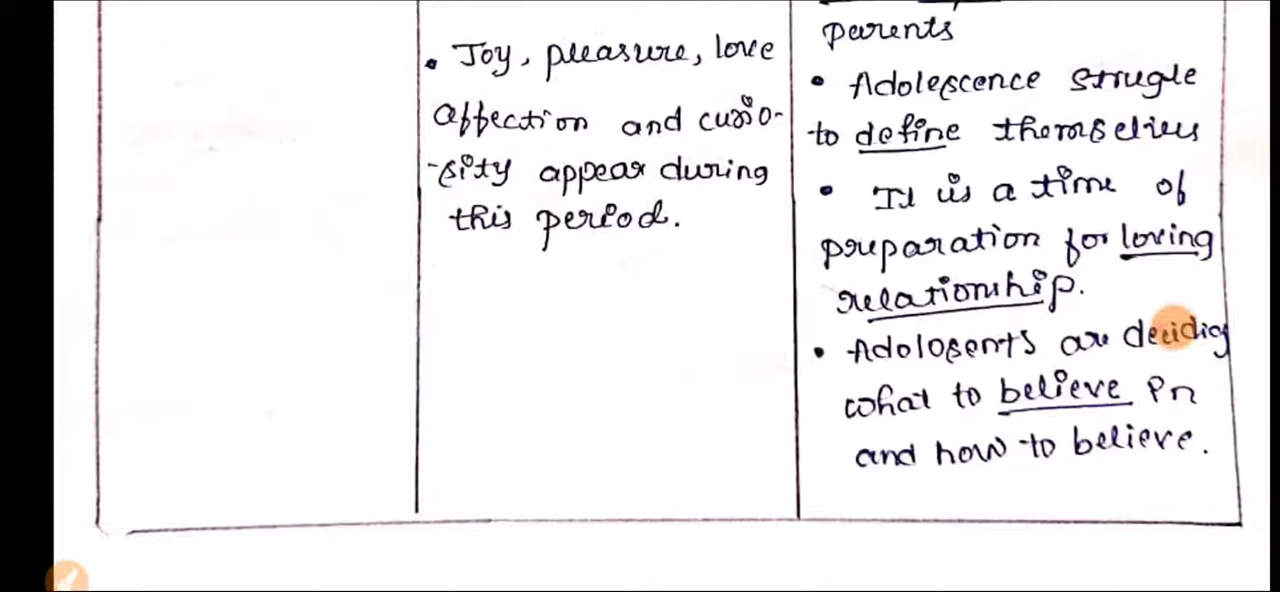 • Joy, pleasure, love
affection and curio-
-sity appear during
this period.
parents
• Adolescence strugle
to define themselves
• It is a time of
preparation for loving
relationship.
• Adolosents are deciding
what to believe in
and how to believe.